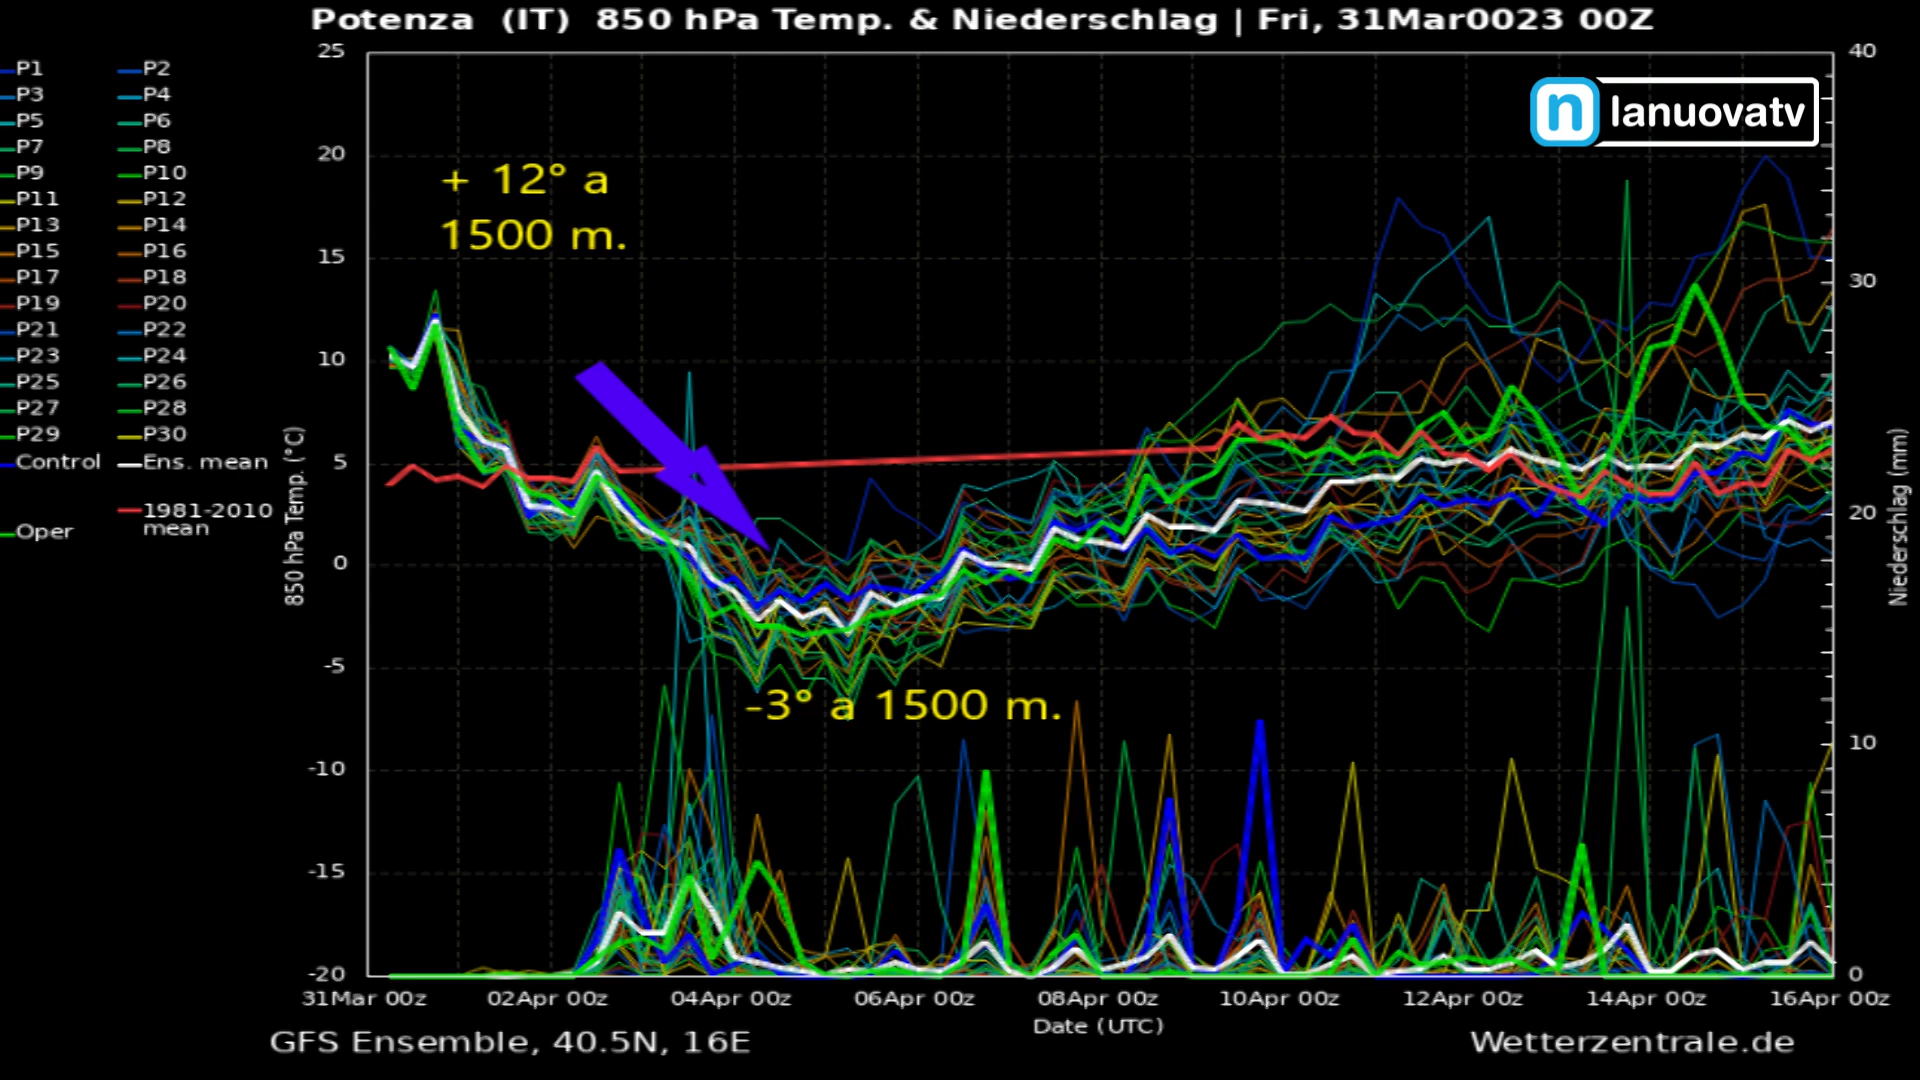 Potenza (IT) 850 hPa Temp. & Niederschlag | Fri, 31Mar0023 00Z
n lanuovatv
P1 P2
P3 P4
P5 P6
P7 P8
P9 P10
P11 P12
P13 P14
P15 P16
P17 P18
P19 P20
P21 P22
P23 P24
P25 P26
P27 P28
P29 P30
Control Ens. mean
Oper 1981-2010
mean
850 hPa Temp. (°C)
25
20
15
10
5
0
-5
-10
-15
-20
+ 12° a
1500 m.
-3° a 1500 m.
40
30
20
10
0
Niederschlag (mm)
31Mar 00z 02Apr 00z 04Apr 00z 06Apr 00z 08Apr 00z 10Apr 00z 12Apr 00z 14Apr 00z 16Apr 00z
Date (UTC)
GFS Ensemble, 40.5N, 16E
Wetterzentrale.de